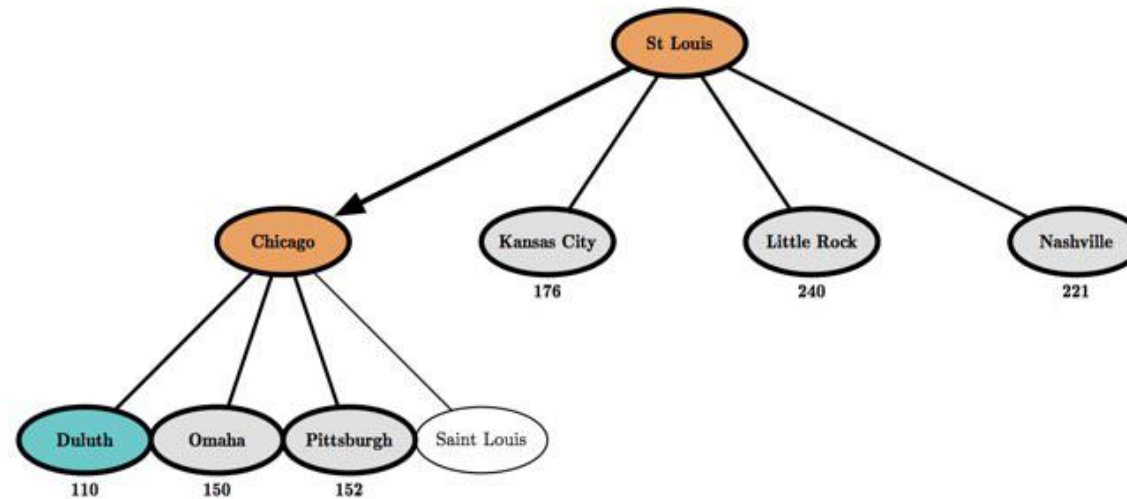 St Louis
Chicago
Kansas City
Little Rock
Nashville
176
240
221
Duluth
Omaha
Pittsburgh
Saint Louis
110
150
152